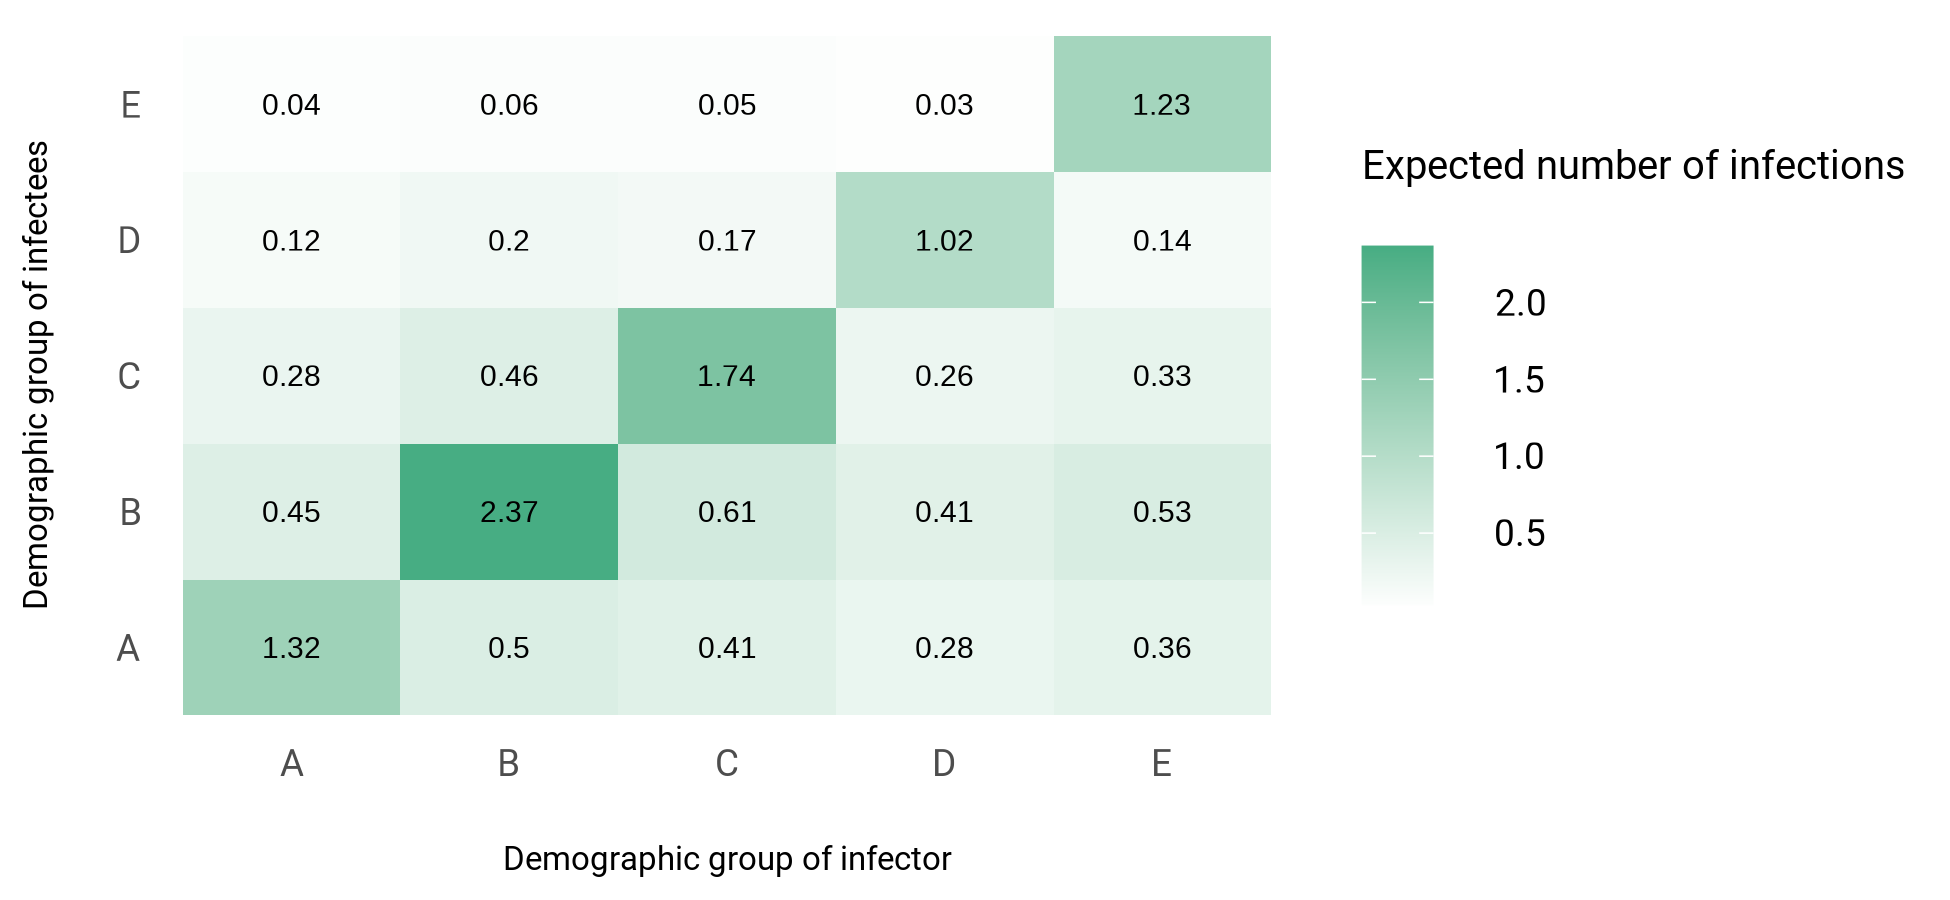 Demographic group of infectees
E 0.04 0.06 0.05 0.03 1.23
D 0.12 0.2 0.17 1.02 0.14
C 0.28 0.46 1.74 0.26 0.33
B 0.45 2.37 0.61 0.41 0.53
A 1.32 0.5 0.41 0.28 0.36
A B C D E
Demographic group of infector
Expected number of infections
2.0
1.5
1.0
0.5